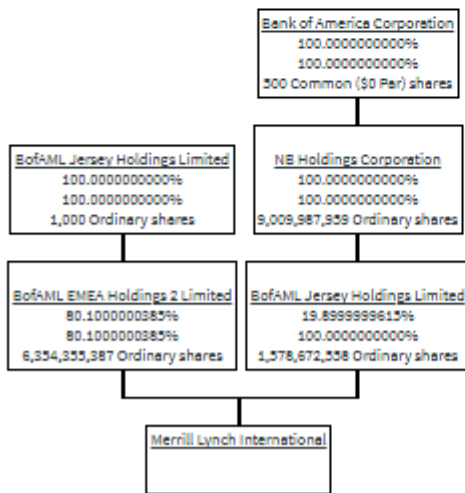 Bank of America Corporation
100.0000000000%
100.0000000000%
500 Common ($0 Par) shares
BofAML Jersey Holdings Limited
100.0000000000%
100.0000000000%
1,000 Ordinary shares
NB Holdings Corporation
100.0000000000%
100.0000000000%
9,009,987,959 Ordinary shares
BofAML EMEA Holdings 2 Limited
80.1000000385%
80.1000000385%
6,354,355,387 Ordinary shares
BofAML Jersey Holdings Limited
19.8999999615%
100.0000000000%
1,578,672,558 Ordinary shares
Merrill Lynch International